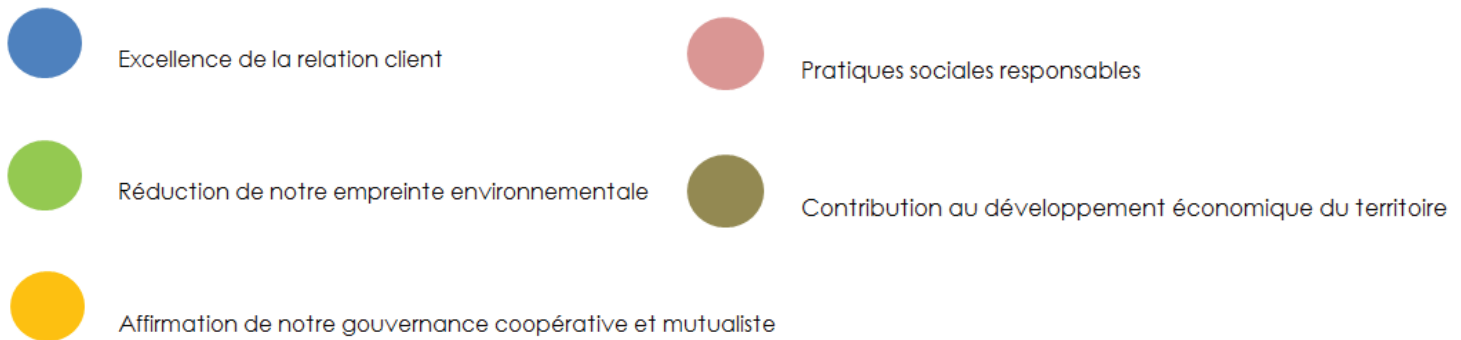 Excellence de la relation client
Pratiques sociales responsables
Réduction de notre empreinte environnementale
Contribution au développement économique du territoire
Affirmation de notre gouvernance coopérative et mutualiste